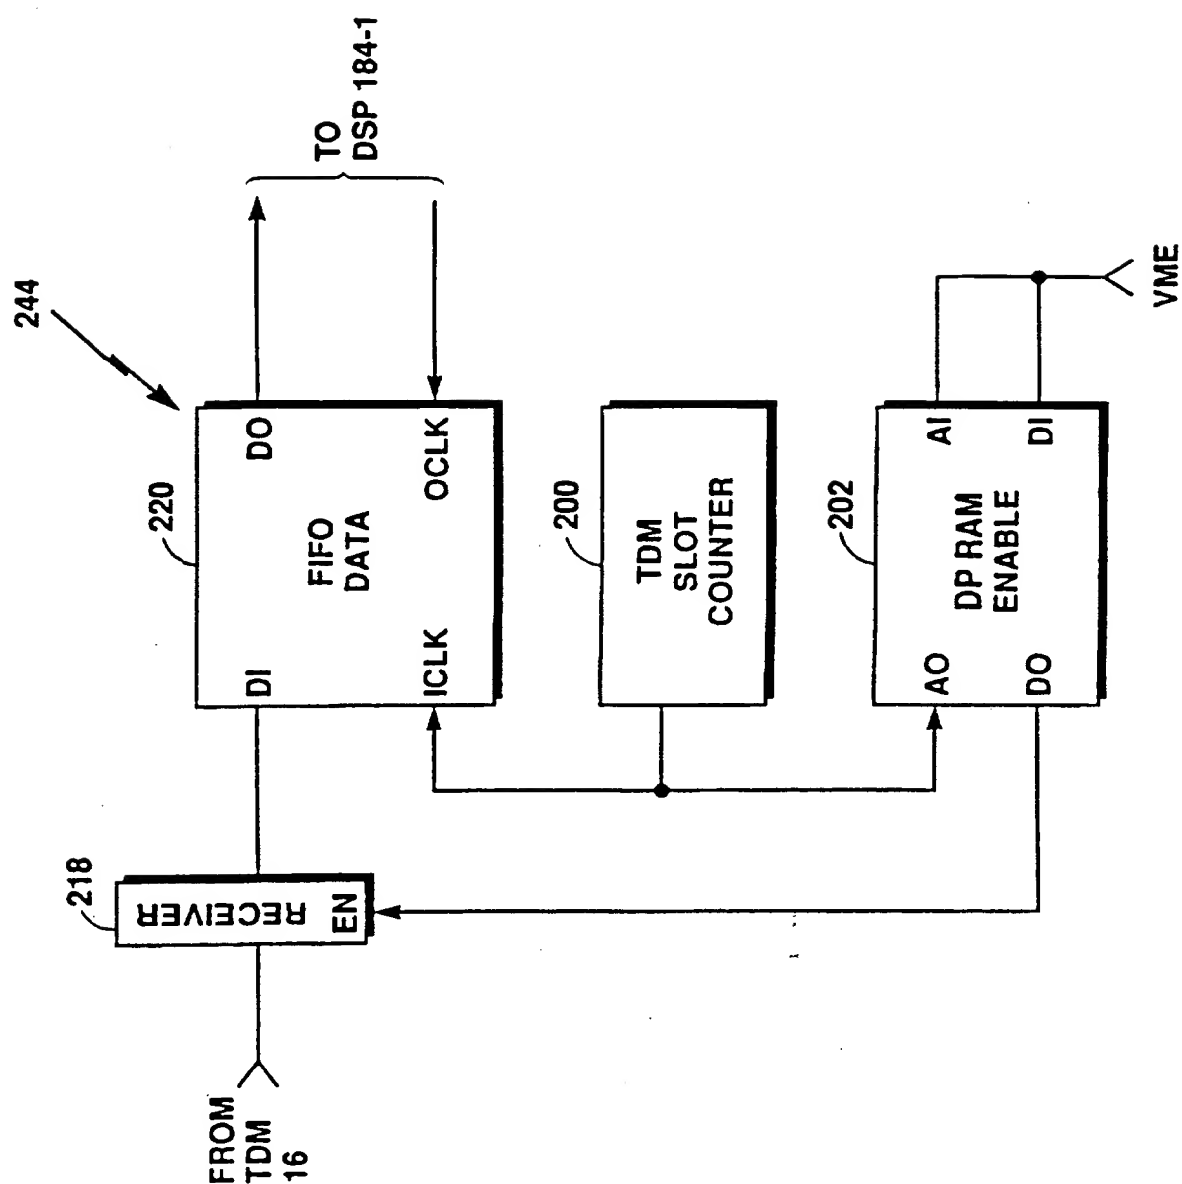 244
TO
DSP 184-1
220
DI
DO
FIFO
DATA
ICLK
OCLK
218
RECEIVER
EN
FROM
TDM
16
200
TDM
SLOT
COUNTER
202
AO
AI
DP RAM
ENABLE
DO
DI
VME